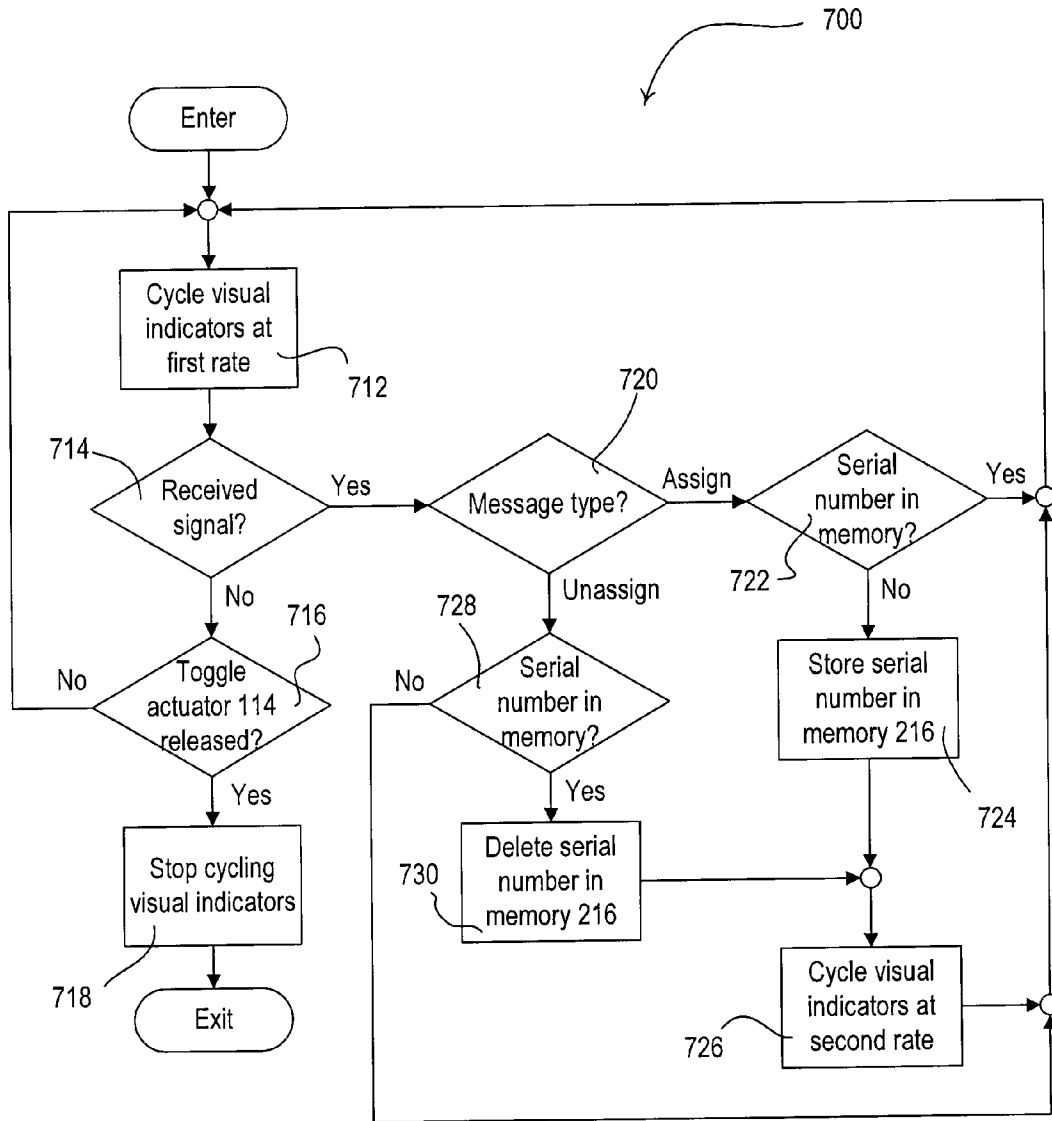 700
Enter
Cycle visual
indicators at
first rate
712
714
Received
signal?
Yes
No
720
Message type?
Assign
Unassign
Serial
number in
memory?
722
Yes
No
716
Toggle
actuator 114
released?
No
Yes
728
Serial
number in
memory?
No
Yes
Store serial
number in
memory 216
724
Stop cycling
visual indicators
718
Delete serial
number in
memory 216
730
Exit
Cycle visual
indicators at
second rate
726